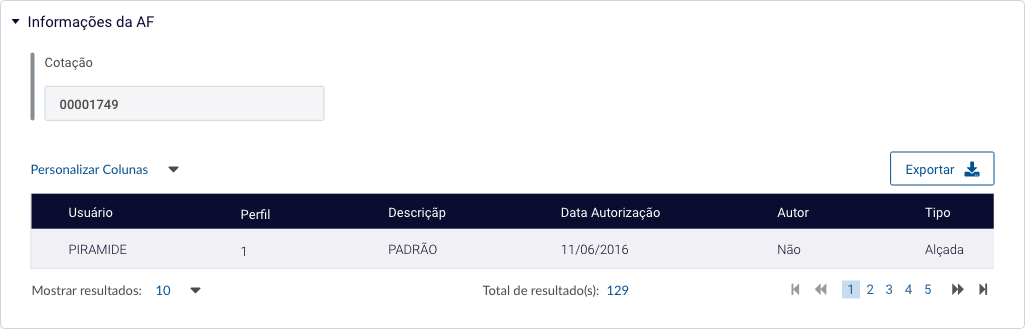 Informações da AF
Cotação
00001749
Personalizar Colunas
Exportar
Usuário Perfil Descriçãp Data Autorização Autor Tipo
PIRAMIDE 1 PADRÃO 11/06/2016 Não Alçada
Mostrar resultados: 10 Total de resultado(s): 129 1 2 3 4 5